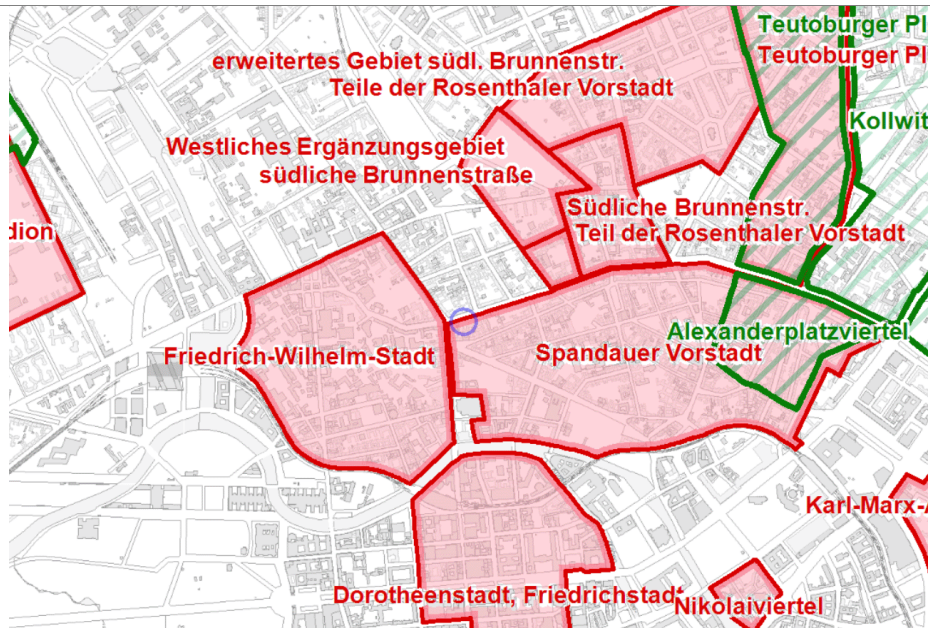 Teutoburger Pl
erweitertes Gebiet südl. Brunnenstr.
Teutoburger Pl
Teile der Rosenthaler Vorstadt
Kollwit
Westliches Ergänzungsgebiet
südliche Brunnenstraße
Südliche Brunnenstr.
dion
Teil der Rosenthaler Vorstadt
Alexanderplatzviertel
Friedrich-Wilhelm-Stadt
Spandauer Vorstadt
Karl-Marx-A
Dorotheenstadt, Friedrichstadt
Nikolaiviertel